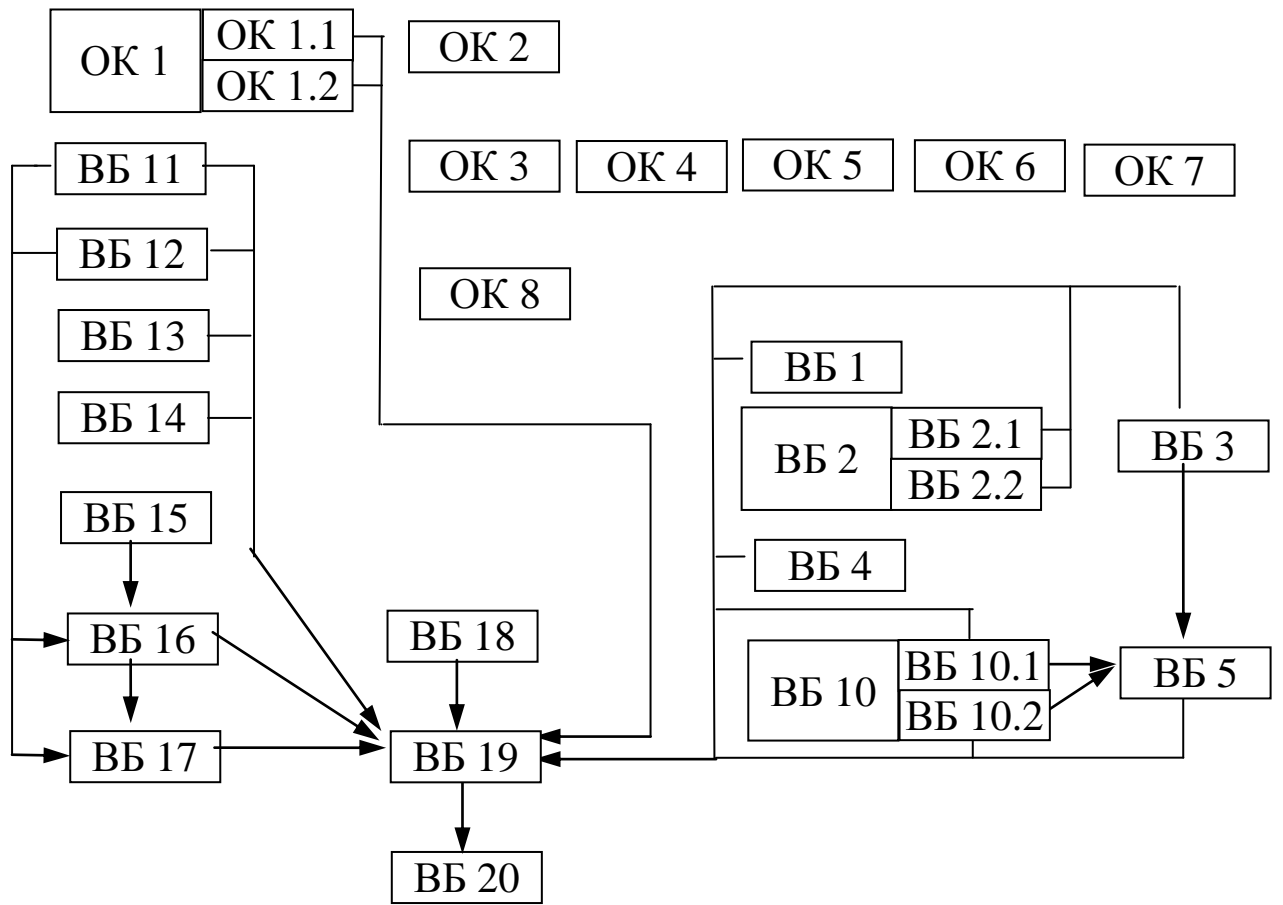 ОК 1
ОК 1.1
ОК 1.2
ОК 2
ВБ 11
ОК 3
ОК 4
ОК 5
ОК 6
ОК 7
ВБ 12
ОК 8
ВБ 13
ВБ 14
ВБ 1
ВБ 2
ВБ 2.1
ВБ 2.2
ВБ 3
ВБ 15
ВБ 4
ВБ 16
ВБ 18
ВБ 10
ВБ 10.1
ВБ 10.2
ВБ 5
ВБ 17
ВБ 19
ВБ 20